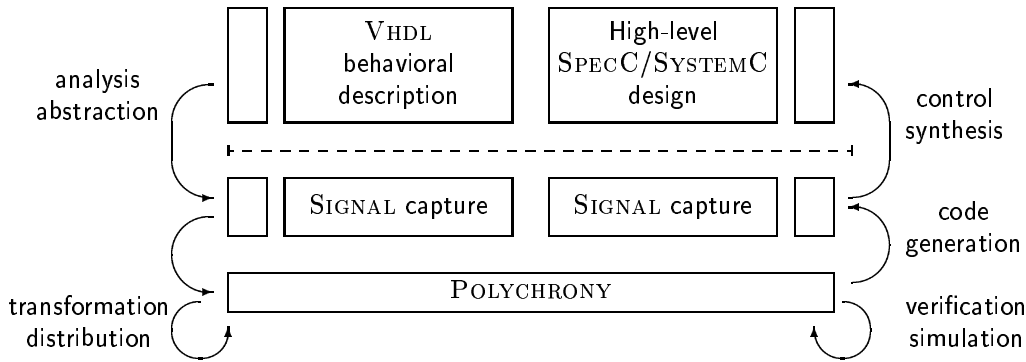 VHDL
behavioral
description
High-level
SPECC/SYSTEMC
design
analysis
abstraction
control
synthesis
SIGNAL capture
SIGNAL capture
code
generation
POLYCHRONY
transformation
distribution
verification
simulation